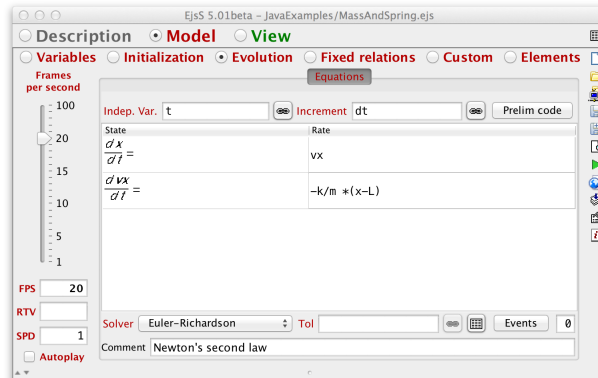 EjsS 5.01beta - JavaExamples/MassAndSpring.ejs
Description Model View
Variables Initialization Evolution Fixed relations Custom Elements
Frames
per second
Equations
100
20
15
10
5
1
Indep. Var. t Increment dt Prelim code
State Rate
d x
d t = vx
d vx
d t = -k/m *(x-L)
FPS 20
RTV
SPD 1
Autoplay
Solver Euler-Richardson Tol Events 0
Comment Newton's second law